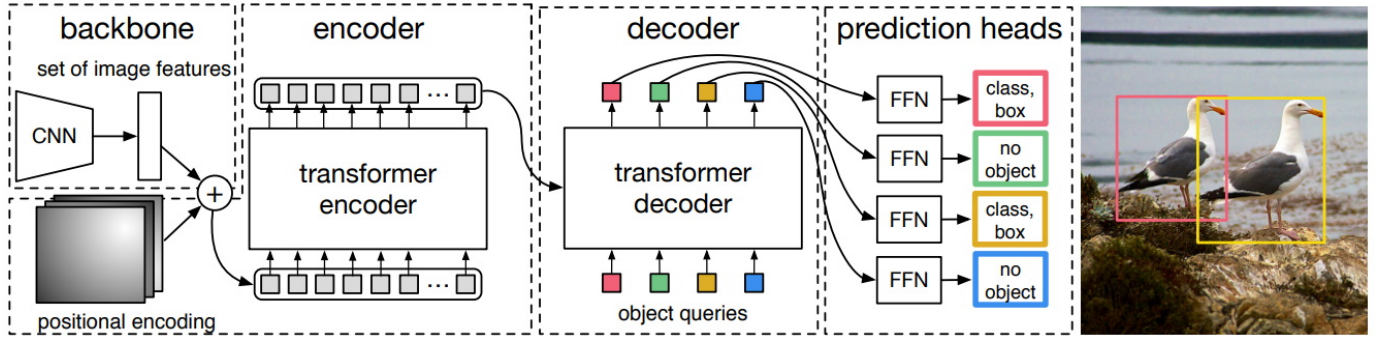 backbone
set of image features
CNN
+
positional encoding
encoder
...
transformer
encoder
...
decoder
transformer
decoder
object queries
prediction heads
FFN
class,
box
FFN
no
object
FFN
class,
box
FFN
no
object